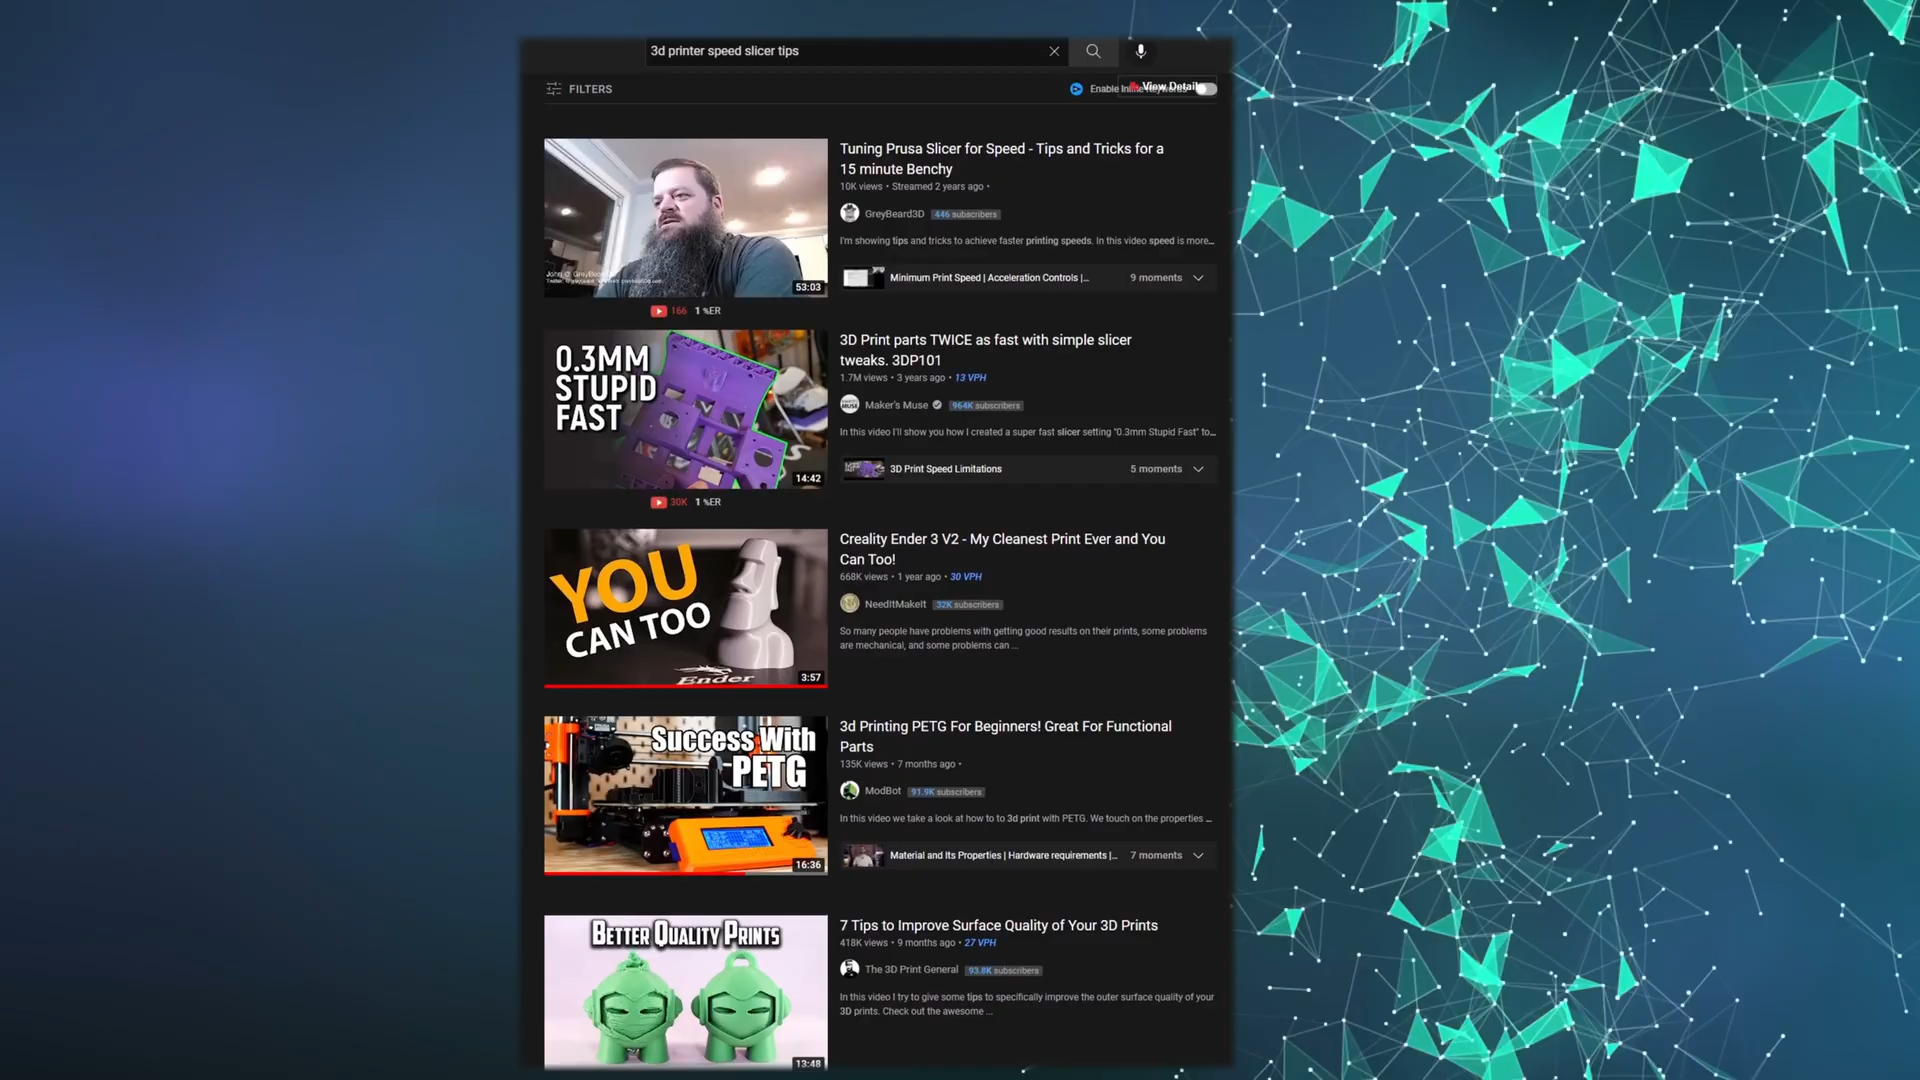 3d printer speed slicer tips
FILTERS
Enable
View Detail
Tuning Prusa Slicer for Speed - Tips and Tricks for a
15 minute Benchy
10K views • Streamed 2 years ago •
GreyBeard3D 446 subscribers
I'm showing tips and tricks to achieve faster printing speeds. In this video speed is more...
53:03
Minimum Print Speed | Acceleration Controls |...
9 moments
166 1 %ER
0.3MM
STUPID
FAST
14:42
3D Print parts TWICE as fast with simple slicer
tweaks. 3DP101
1.7M views • 3 years ago • 13 VPH
Maker's Muse 964K subscribers
In this video I'll show you how I created a super fast slicer setting "0.3mm Stupid Fast" to...
3D Print Speed Limitations
5 moments
30K 1 %ER
YOU
CAN TOO
Ender
3:57
Creality Ender 3 V2 - My Cleanest Print Ever and You
Can Too!
668K views • 1 year ago • 30 VPH
NeedItMakeIt 32K subscribers
So many people have problems with getting good results on their prints, some problems
are mechanical, and some problems can ...
Success With
PETG
16:36
3d Printing PETG For Beginners! Great For Functional
Parts
135K views • 7 months ago •
ModBot 91.9K subscribers
In this video we take a look at how to to 3d print with PETG. We touch on the properties ...
Material and Its Properties | Hardware requirements |...
7 moments
Better Quality Prints
13:48
7 Tips to Improve Surface Quality of Your 3D Prints
418K views • 9 months ago • 27 VPH
The 3D Print General 93.8K subscribers
In this video I try to give some tips to specifically improve the outer surface quality of your
3D prints. Check out the awesome ...